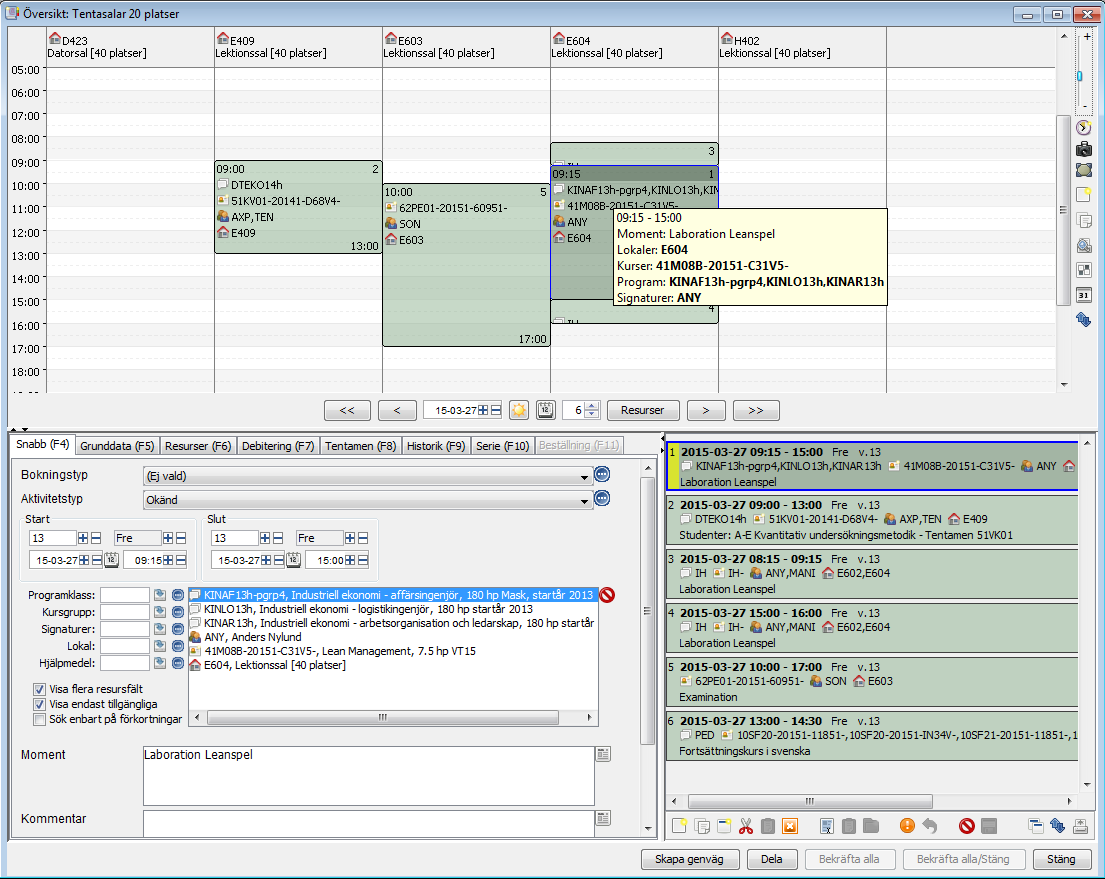 Översikt: Tentasalar 20 platser
D423
Datorsal [40 platser]
E409
Lektionssal [40 platser]
E603
Lektionssal [40 platser]
E604
Lektionssal [40 platser]
H402
Lektionssal [40 platser]
+
-
05:00
06:00
07:00
08:00
09:00
10:00
11:00
12:00
13:00
14:00
15:00
16:00
17:00
18:00
09:00 2
DTEKO14h
51KV01-20141-D68V4-
AXP,TEN
E409
13:00
10:00 5
62PE01-20151-60951-
SON
E603
17:00
3
IH
09:15 1
KINAF13h-pgrp4,KINLO13h,KIN
41M08B-20151-C31V5-
ANY
E604
4
IH
09:15 - 15:00
Moment: Laboration Leanspel
Lokaler: E604
Kurser: 41M08B-20151-C31V5-
Program: KINAF13h-pgrp4,KINLO13h,KINAR13h
Signaturer: ANY
31
<< < 15-03-27 12 6 Resurser > >>
Snabb (F4) Grunddata (F5) Resurser (F6) Debitering (F7) Tentamen (F8) Historik (F9) Serie (F10) Beställning (F11)
Bokningstyp (Ej vald)
Aktivitetstyp Okänd
Start Slut
13 Fre 13 Fre
15-03-27 12 09:15 15-03-27 12 15:00
Programklass:
Kursgrupp:
Signaturer:
Lokal:
Hjälpmedel:
KINAF13h-pgrp4, Industriell ekonomi - affärsingenjör, 180 hp Mask, startår 2013
KINLO13h, Industriell ekonomi - logistikingenjör, 180 hp startår 2013
KINAR13h, Industriell ekonomi - arbetsorganisation och ledarskap, 180 hp startår
ANY, Anders Nylund
41M08B-20151-C31V5-, Lean Management, 7.5 hp VT15
E604, Lektionssal [40 platser]
Visa flera resursfält
Visa endast tillgängliga
Sök enbart på förkortningar
Moment Laboration Leanspel
Kommentar
1 2015-03-27 09:15 - 15:00 Fre v.13
KINAF13h-pgrp4,KINLO13h,KINAR13h 41M08B-20151-C31V5- ANY
Laboration Leanspel
2 2015-03-27 09:00 - 13:00 Fre v.13
DTEKO14h 51KV01-20141-D68V4- AXP,TEN E409
Studenter: A-E Kvantitativ undersökningsmetodik - Tentamen 51VK01
3 2015-03-27 08:15 - 09:15 Fre v.13
IH IH- ANY,MANI E602,E604
Laboration Leanspel
4 2015-03-27 15:00 - 16:00 Fre v.13
IH IH- ANY,MANI E602,E604
Laboration Leanspel
5 2015-03-27 10:00 - 17:00 Fre v.13
62PE01-20151-60951- SON E603
Examination
6 2015-03-27 13:00 - 14:30 Fre v.13
PED 10SF20-20151-11851-,10SF20-20151-IN34V-,10SF21-20151-11851-,1
Fortsättningskurs i svenska
Skapa genväg Dela Bekräfta alla Bekräfta alla/Stäng Stäng